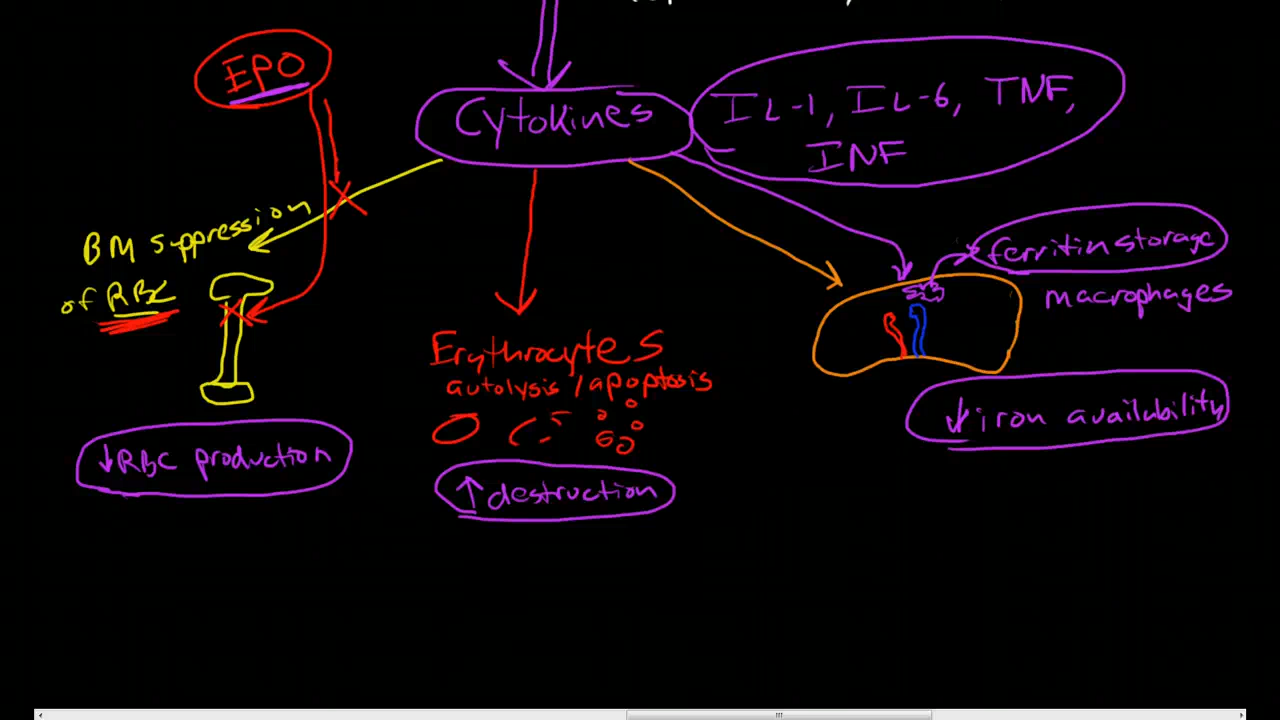 EPO
Cytokines
IL-1, IL-6, TNF,
INF
BM suppression
of RBC
ferritin storage
macrophages
Erythrocytes
autolysis / apoptosis
↓ iron availability
↓ RBC production
↑ destruction